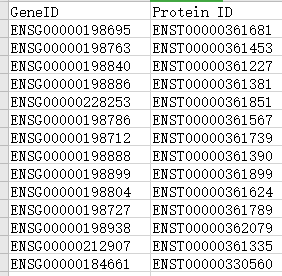 GeneID Protein ID
ENSG00000198695 ENST00000361681
ENSG00000198763 ENST00000361453
ENSG00000198840 ENST00000361227
ENSG00000198886 ENST00000361381
ENSG00000228253 ENST00000361851
ENSG00000198786 ENST00000361567
ENSG00000198712 ENST00000361739
ENSG00000198888 ENST00000361390
ENSG00000198899 ENST00000361899
ENSG00000198804 ENST00000361624
ENSG00000198727 ENST00000361789
ENSG00000198938 ENST00000362079
ENSG00000212907 ENST00000361335
ENSG00000184661 ENST00000330560